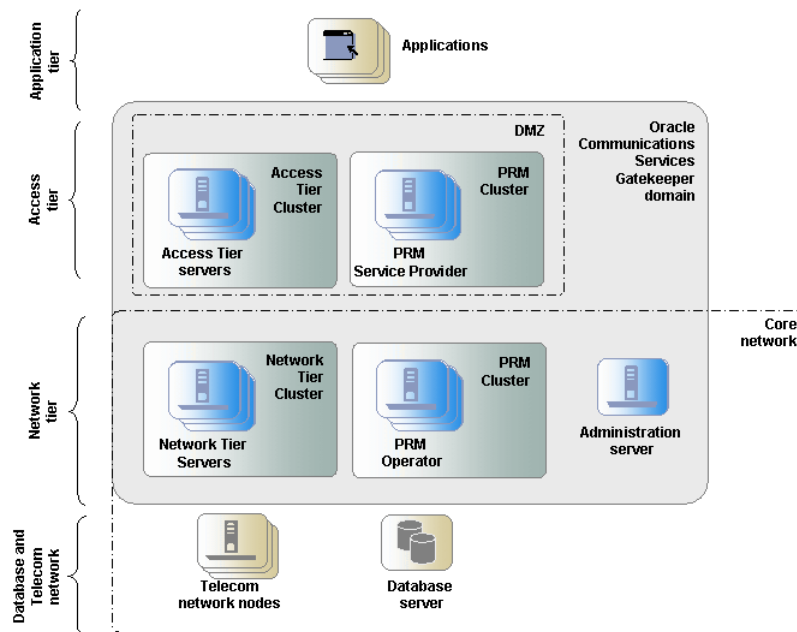 Application
tier
Applications
Access
tier
DMZ
Oracle
Communications
Services
Gatekeeper
domain
Access
Tier
Cluster
Access Tier
servers
PRM
Cluster
PRM
Service Provider
Core
network
Network
tier
Network
Tier
Cluster
Network Tier
Servers
PRM
Cluster
PRM
Operator
Administration
server
Database and
Telecom
network
Telecom
network nodes
Database
server